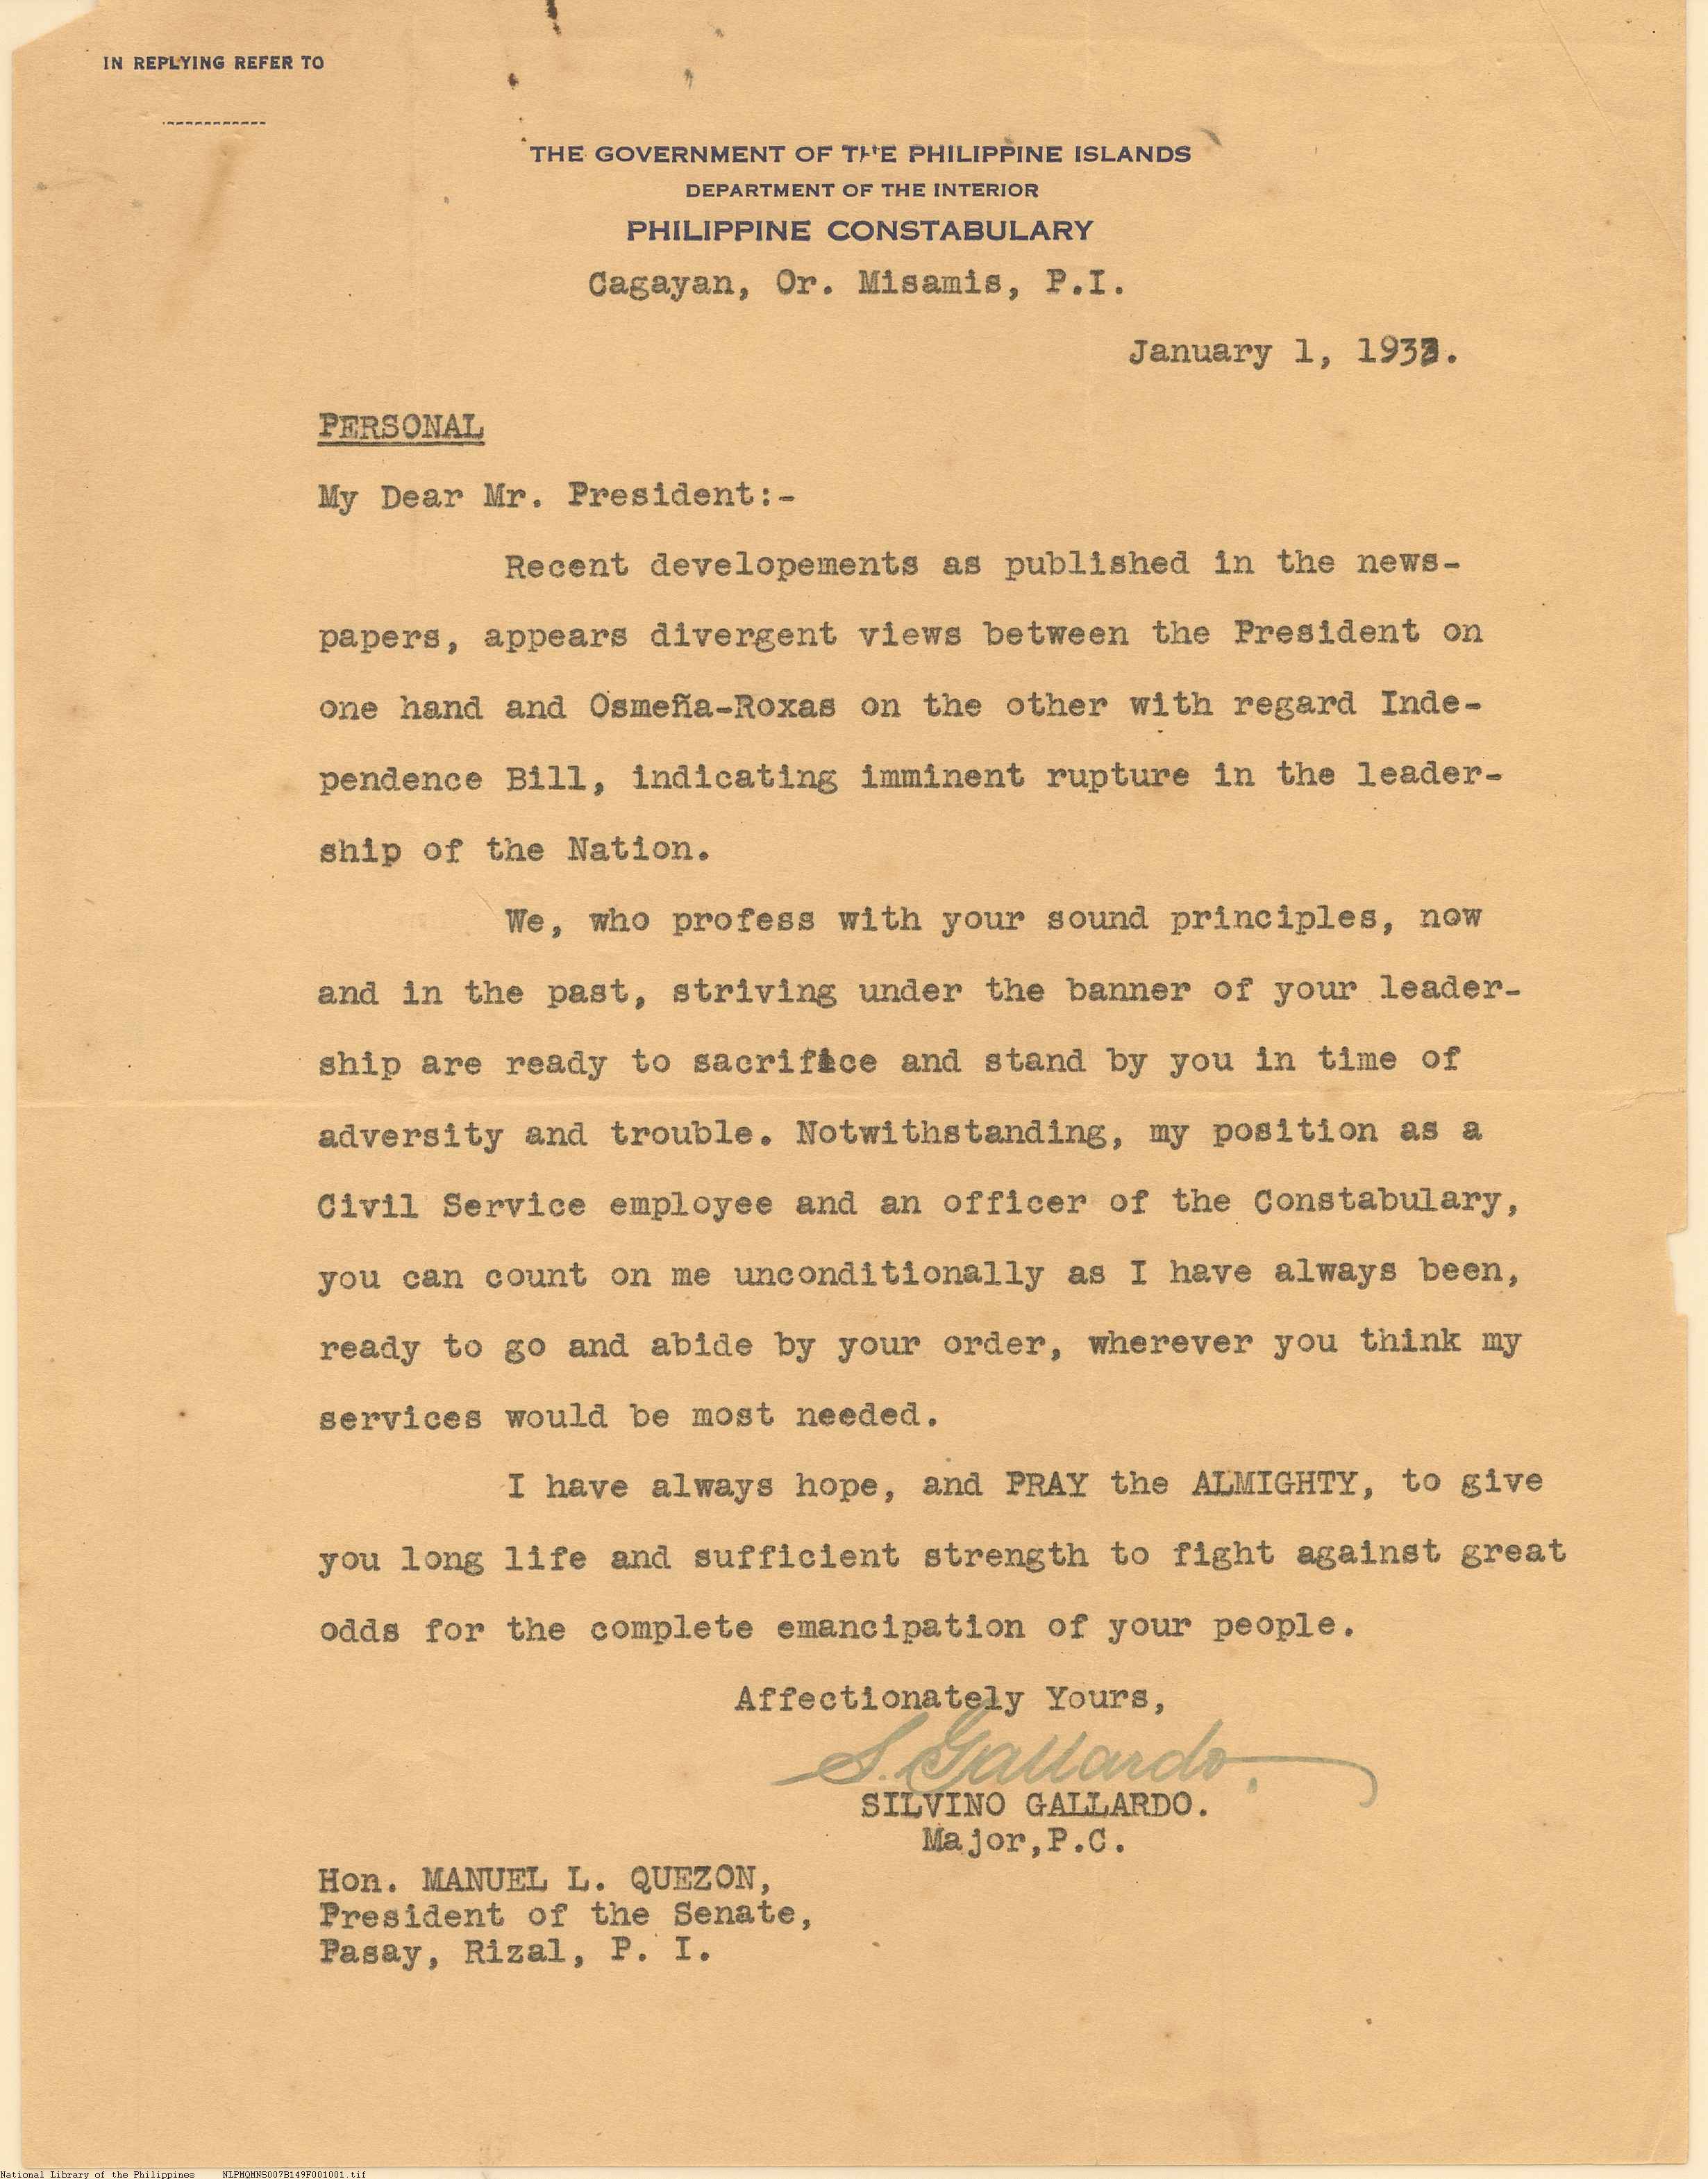 IN REPLYING REFER TO
THE GOVERNMENT OF THE PHILIPPINE ISLANDS
DEPARTMENT OF THE INTERIOR
PHILIPPINE CONSTABULARY
Cagayan, Or. Misamis, P.I.
January 1, 1933.
PERSONAL
My Dear Mr. President:-
Recent developements as published in the news-
papers, appears divergent views between the President on
one hand and Osmeña-Roxas on the other with regard Inde-
pendence Bill, indicating imminent rupture in the leader-
ship of the Nation.
We, who profess with your sound principles, now
and in the past, striving under the banner of your leader-
ship are ready to sacrifice and stand by you in time of
adversity and trouble. Notwithstanding, my position as a
Civil Service employee and an officer of the Constabulary,
you can count on me unconditionally as I have always been,
ready to go and abide by your order, wherever you think my
services would be most needed.
I have always hope, and PRAY the ALMIGHTY, to give
you long life and sufficient strength to fight against great
odds for the complete emancipation of your people.
Affectionately Yours,
S. Gallardo.
SILVINO GALLARDO.
Major,P.C.
Hon. MANUEL L. QUEZON,
President of the Senate,
Pasay, Rizal, P. I.
National Library of the Philippines NLPMQMNS007B149F001001.tif